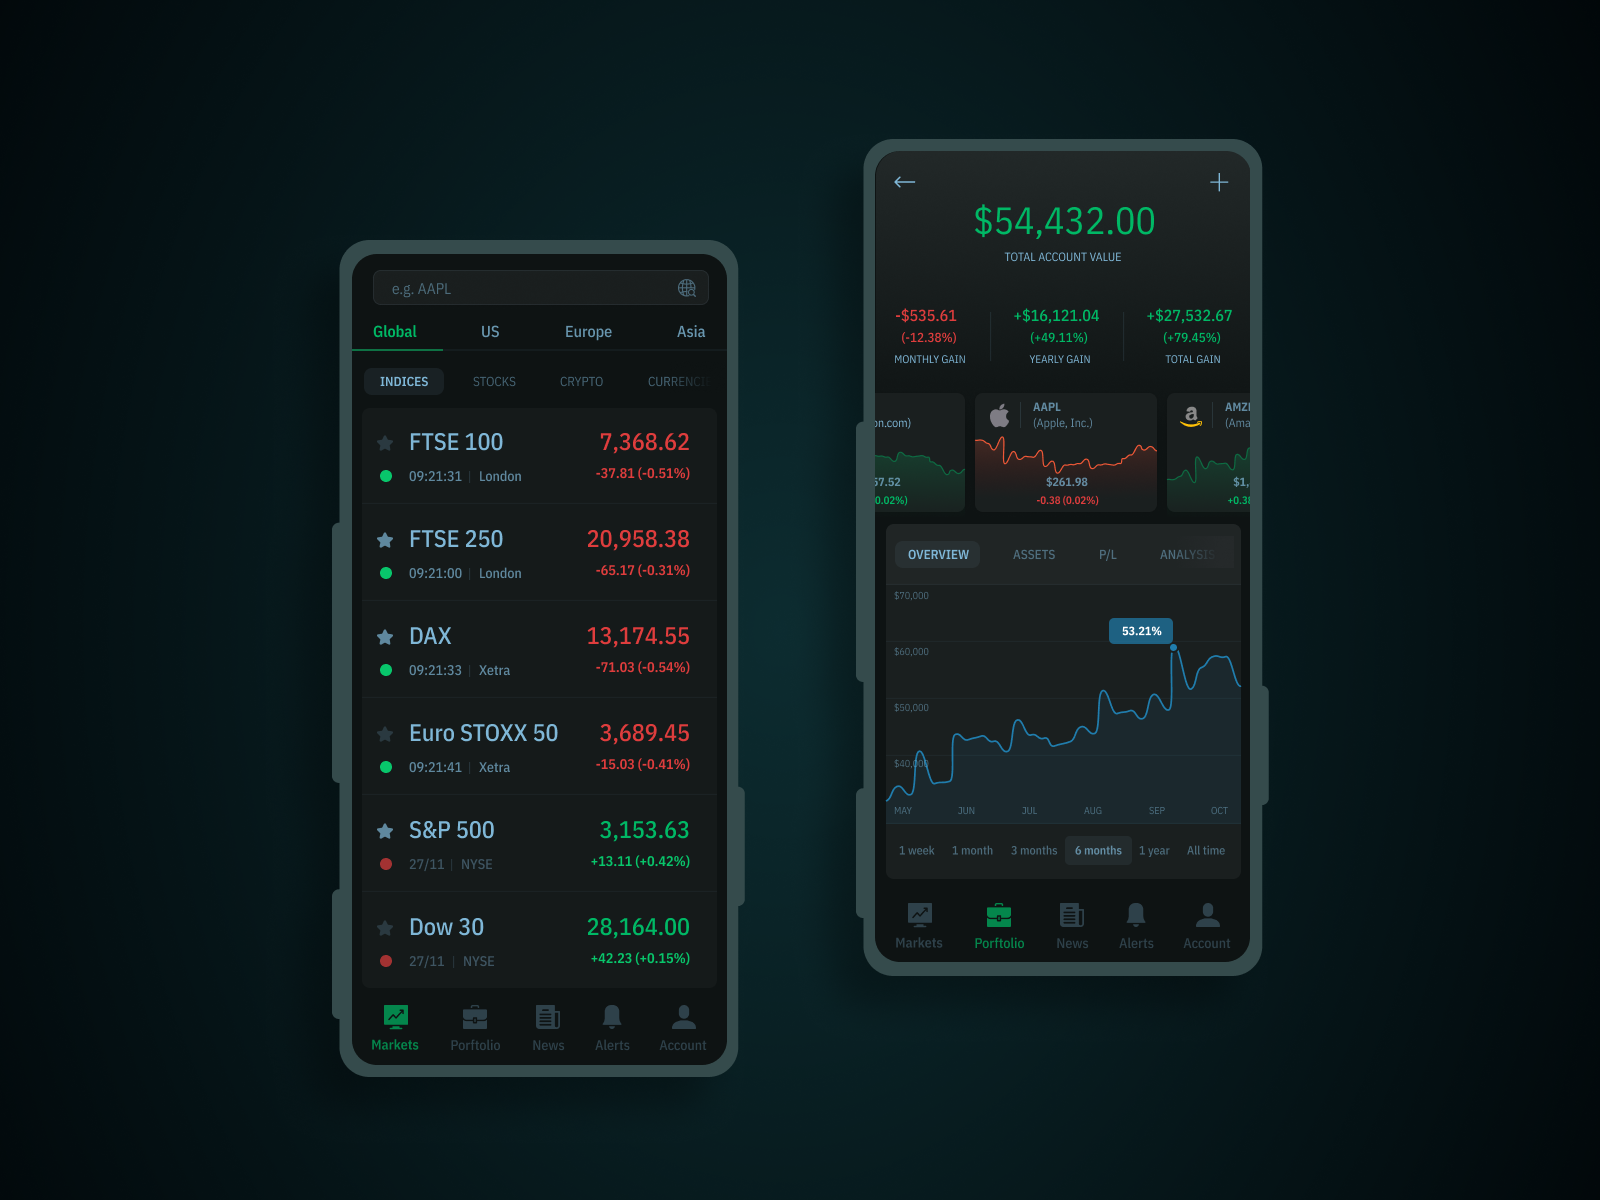 e.g. AAPL
Global US Europe Asia
INDICES STOCKS CRYPTO CURRENCI
FTSE 100 7,368.62
09:21:31 | London -37.81 (-0.51%)
FTSE 250 20,958.38
09:21:00 | London -65.17 (-0.31%)
DAX 13,174.55
09:21:33 | Xetra -71.03 (-0.54%)
Euro STOXX 50 3,689.45
09:21:41 | Xetra -15.03 (-0.41%)
S&P 500 3,153.63
27/11 | NYSE +13.11 (+0.42%)
Dow 30 28,164.00
27/11 | NYSE +42.23 (+0.15%)
Markets Porftolio News Alerts Account
$54,432.00
TOTAL ACCOUNT VALUE
-$535.61 +$16,121.04 +$27,532.67
(-12.38%) (+49.11%) (+79.45%)
MONTHLY GAIN YEARLY GAIN TOTAL GAIN
on.com)
57.52
0.02%)
AAPL
(Apple, Inc.)
$261.98
-0.38 (0.02%)
AMZ
(Ama
$1,
+0.38
OVERVIEW ASSETS P/L ANALYSIS
$70,000
53.21%
$60,000
$50,000
$40,000
MAY JUN JUL AUG SEP OCT
1 week 1 month 3 months 6 months 1 year All time
Markets Porftolio News Alerts Account